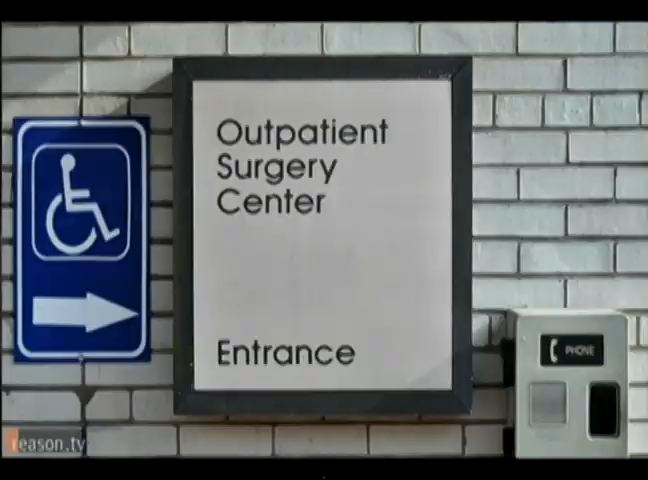 Outpatient
Surgery
Center
Entrance
PHONE
reason.tv